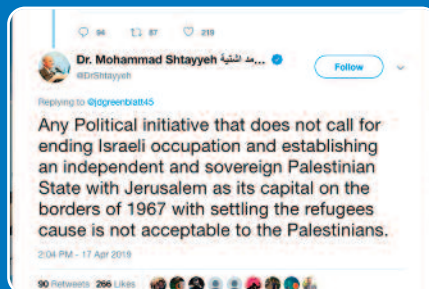 94 87 219
Dr. Mohammad Shtayyeh مد اشتية...
@DrShtayyeh
Follow
Replying to @jdgreenblatt45
Any Political initiative that does not call for
ending Israeli occupation and establishing
an independent and sovereign Palestinian
State with Jerusalem as its capital on the
borders of 1967 with settling the refugees
cause is not acceptable to the Palestinians.
2:04 PM - 17 Apr 2019
90 Retweets 266 Likes